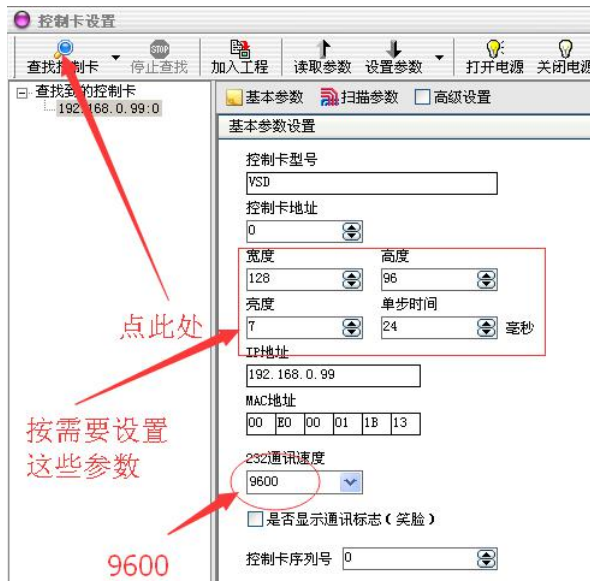 控制卡设置
STOP
查找控制卡 停止查找 加入工程 读取参数 设置参数 打开电源 关闭电源
查找到的控制卡
192.168.0.99:0
基本参数 扫描参数 高级设置
基本参数设置
控制卡型号
VSD
控制卡地址
0
宽度 高度
128 96
亮度 单步时间
7 24 毫秒
点此处
IP地址
192.168.0.99
MAC地址
00 E0 00 01 1B 13
按需要设置
这些参数
232通讯速度
9600
是否显示通讯标志(笑脸)
9600
控制卡序列号 0